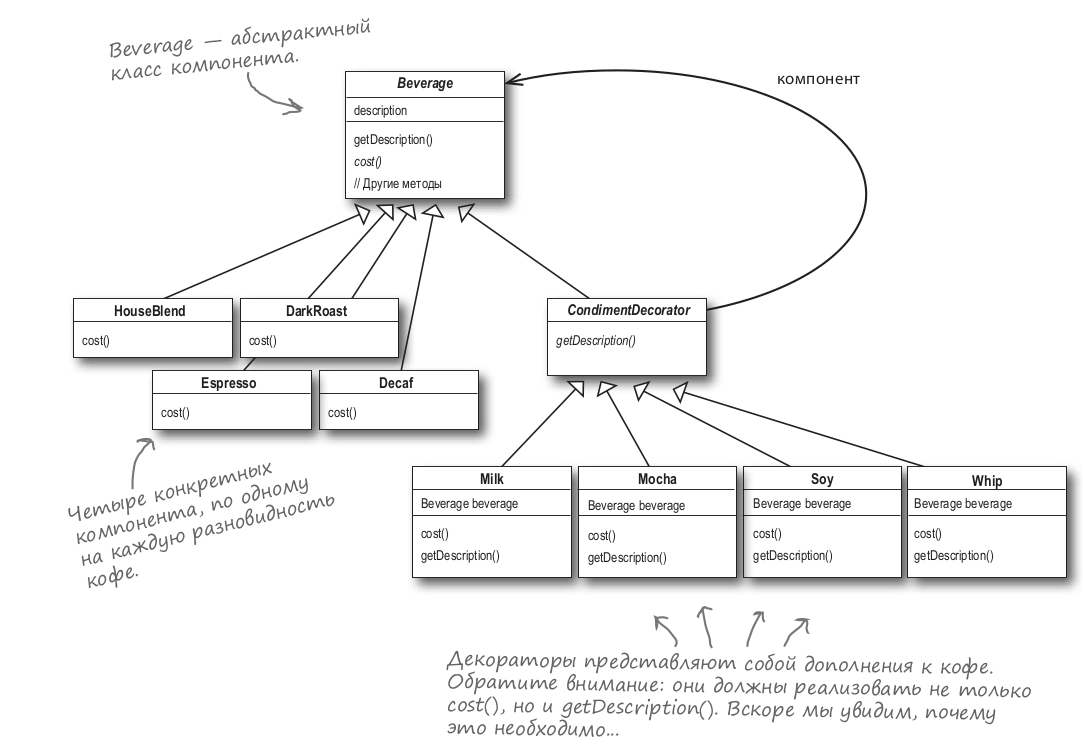 Beverage — абстрактный
класс компонента.
Beverage
description
getDescription()
cost()
// Другие методы
компонент
HouseBlend
cost()
DarkRoast
cost()
Espresso
cost()
Decaf
cost()
CondimentDecorator
getDescription()
Четыре конкретных
компонента, по одному
на каждую разновидность
кофе.
Milk
Beverage beverage
cost()
getDescription()
Mocha
Beverage beverage
cost()
getDescription()
Soy
Beverage beverage
cost()
getDescription()
Whip
Beverage beverage
cost()
getDescription()
Декораторы представляют собой дополнения к кофе.
Обратите внимание: они должны реализовать не только
cost(), но и getDescription(). Вскоре мы увидим, почему
это необходимо...